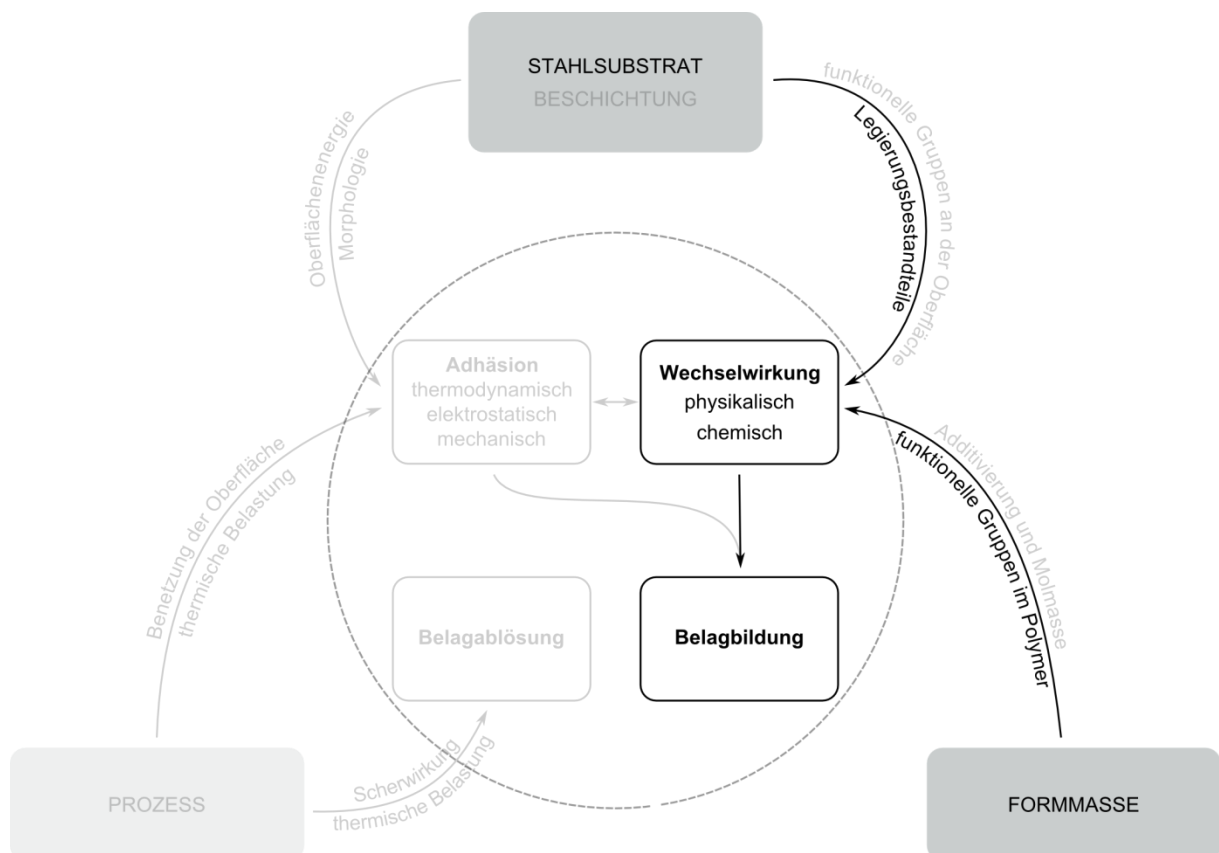 STAHLSUBSTRAT
BESCHICHTUNG
Oberflächenenergie
Morphologie
funktionelle Gruppen an der Oberfläche
Legierungsbestandteile
Adhäsion
thermodynamisch
elektrostatisch
mechanisch
Wechselwirkung
physikalisch
chemisch
Benetzung der Oberfläche
thermische Belastung
Additivierung und Molmasse
funktionelle Gruppen im Polymer
Belagablösung
Belagbildung
Scherwirkung
thermische Belastung
PROZESS
FORMMASSE